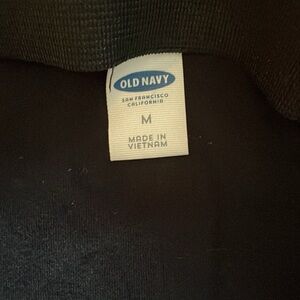 OLD NAVY
SAN FRANCISCO
CALIFORNIA
M
MADE IN
VIETNAM